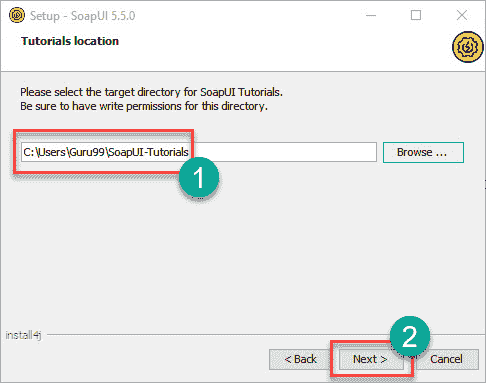 Setup - SoapUI 5.5.0
Tutorials location
Please select the target directory for SoapUI Tutorials.
Be sure to have write permissions for this directory.
C:\Users\Guru99\SoapUI-Tutorials
Browse ...
1
install4j
2
< Back
Next >
Cancel